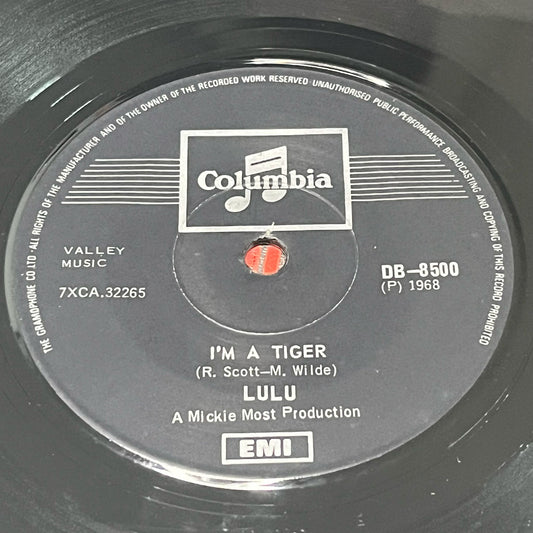 THE GRAMOPHONE CO LTD·ALL RIGHTS OF THE MANUFACTURER AND OF THE OWNER OF THE RECORDED WORK RESERVED·UNAUTHORISED PUBLIC PERFORMANCE BROADCASTING AND COPYING OF THIS RECORD PROHIBITED
Columbia
VALLEY
MUSIC
7XCA.32265
DB–8500
(P) 1968
I'M A TIGER
(R. Scott–M. Wilde)
LULU
A Mickie Most Production
EMI